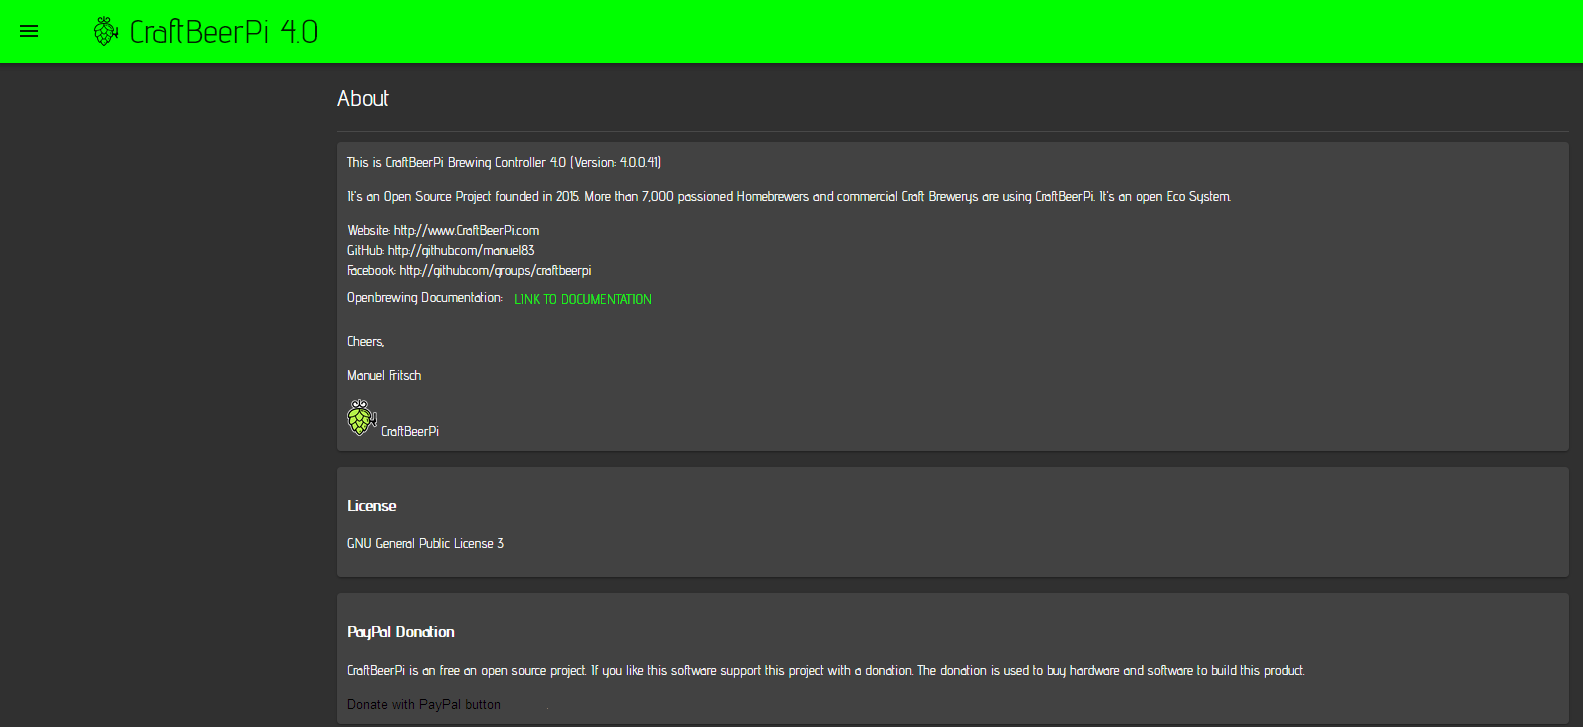 CraftBeerPi 4.0
About
This is CraftBeerPi Brewing Controller 4.0 (Version: 4.0.0.41)
It's an Open Source Project founded in 2015. More than 7,000 passioned Homebrewers and commercial Craft Brewerys are using CraftBeerPi. It's an open Eco System.
Website: http://www.CraftBeerPi.com
GitHub: http://github.com/manuel83
Facebook: http://github.com/groups/craftbeerpi
Openbrewing Documentation: LINK TO DOCUMENTATION
Cheers,
Manuel Fritsch
CraftBeerPi
License
GNU General Public License 3
PayPal Donation
CraftBeerPi is an free an open source project. If you like this software support this project with a donation. The donation is used to buy hardware and software to build this product.
Donate with PayPal button